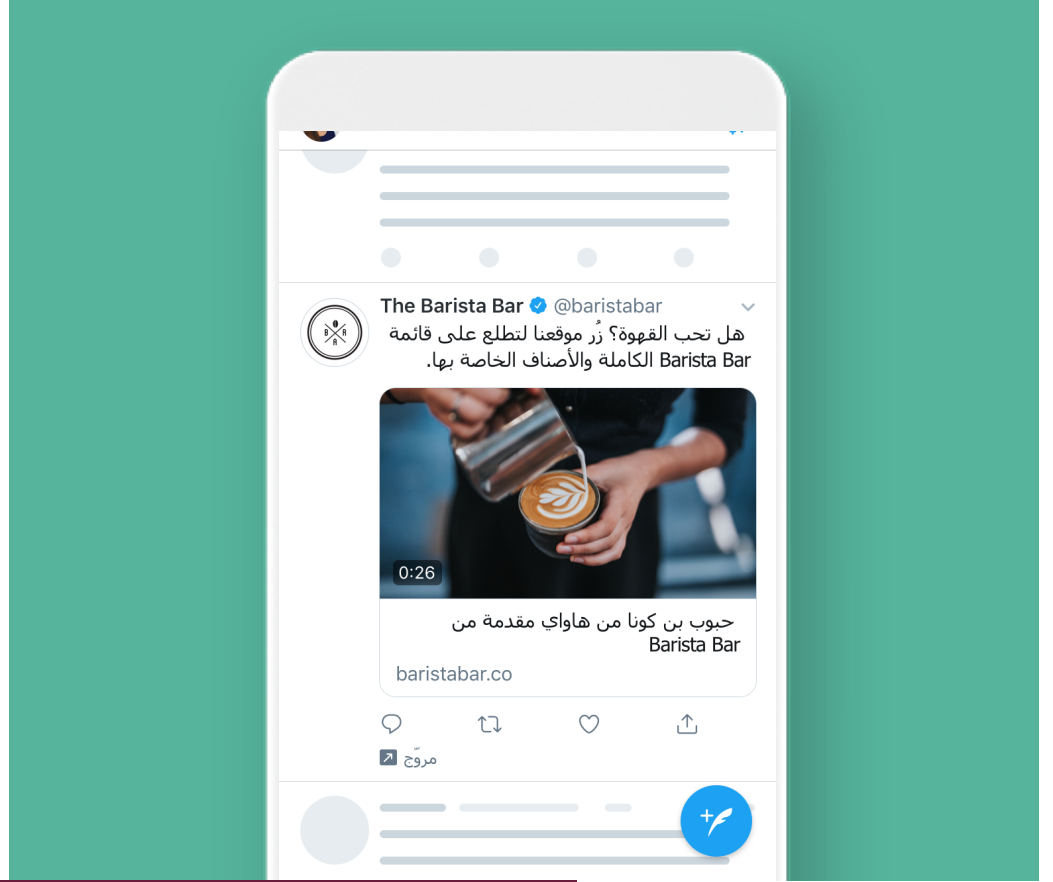 The Barista Bar @baristabar
هل تحب القهوة؟ زُر موقعنا لتطلع على قائمة
Barista Bar الكاملة والأصناف الخاصة بها.
B R
A
0:26
حبوب بن كونا من هاواي مقدمة من
Barista Bar
baristabar.co
مروّج